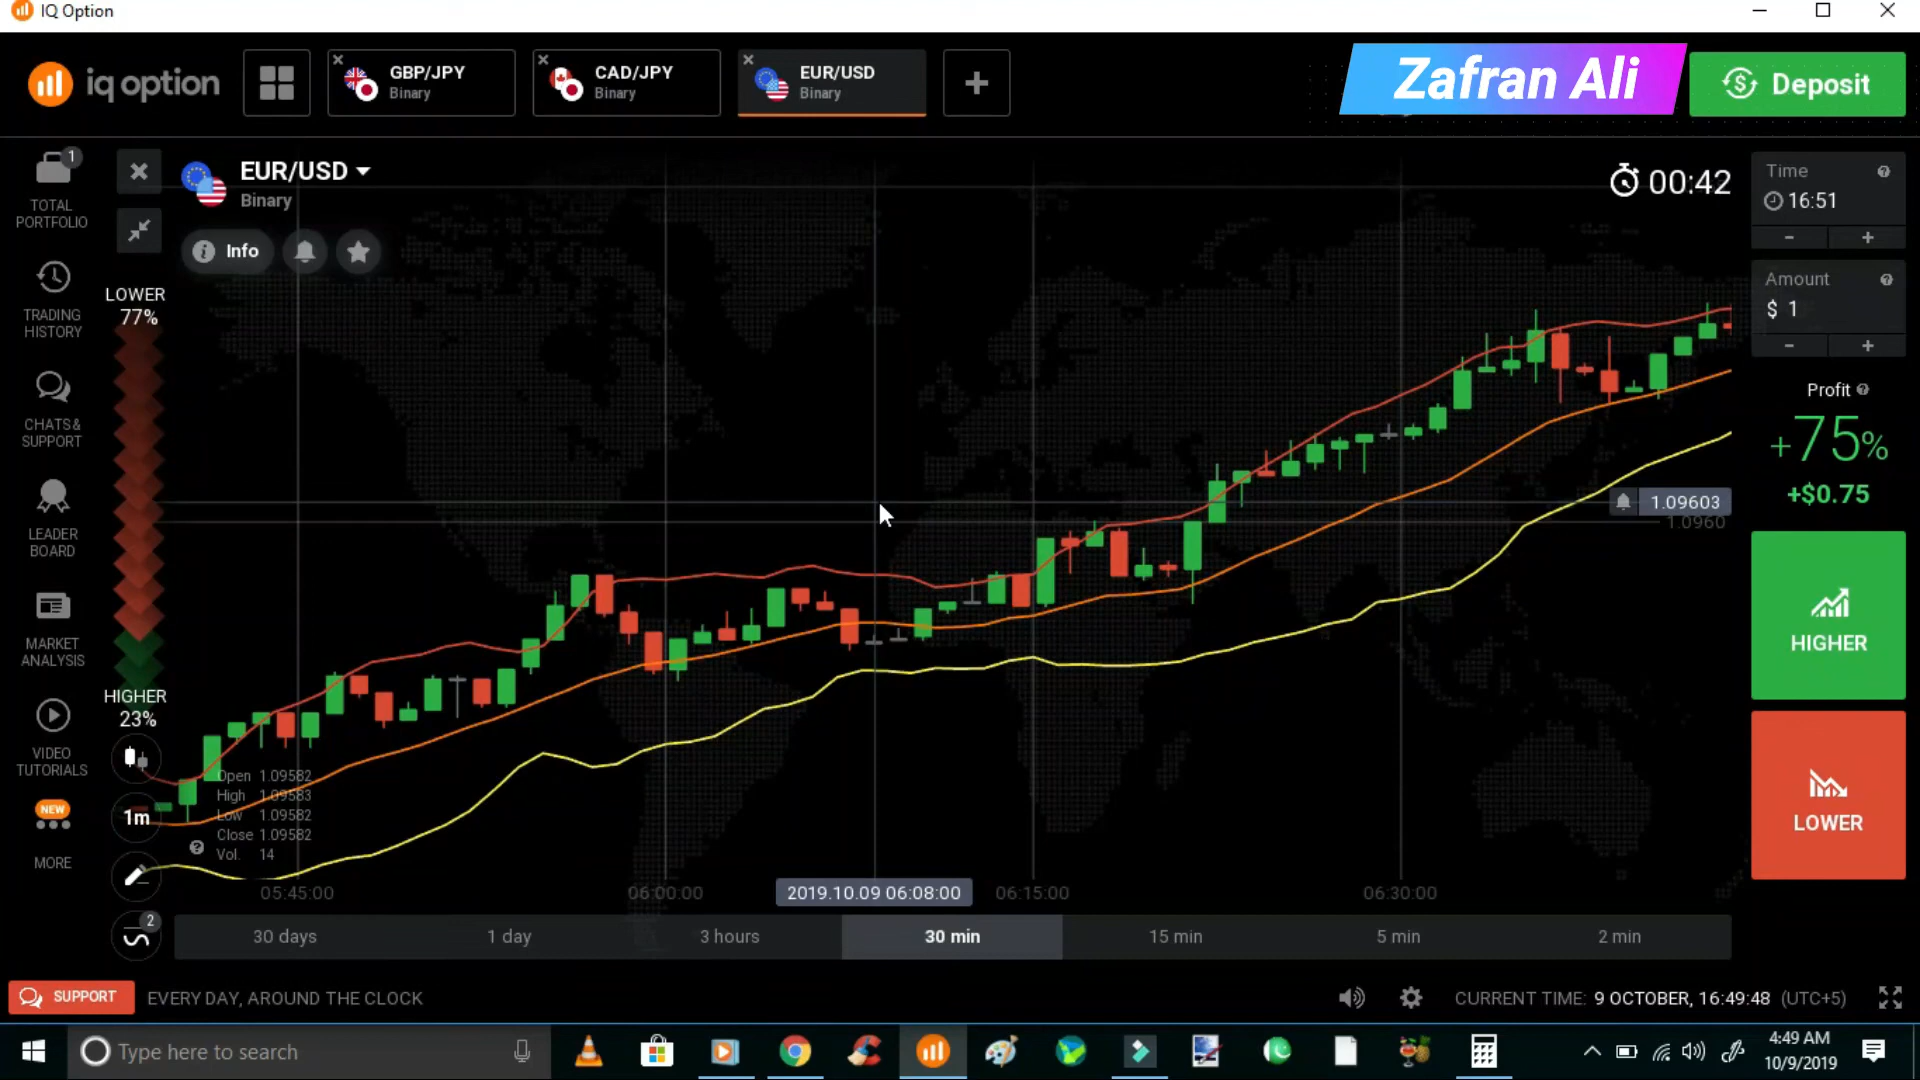 IQ Option
iq option
GBP/JPY
Binary
CAD/JPY
Binary
EUR/USD
Binary
Zafran Ali
Deposit
1
TOTAL
PORTFOLIO
TRADING
HISTORY
CHATS &
SUPPORT
LEADER
BOARD
MARKET
ANALYSIS
VIDEO
TUTORIALS
NEW
MORE
EUR/USD
Binary
Info
00:42
LOWER
77%
HIGHER
23%
1m
2
Open 1.09582
High 1.09583
Low 1.09582
Close 1.09582
Vol. 14
1.09603
1.0960
05:45:00
06:00:00
2019.10.09 06:08:00
06:15:00
06:30:00
30 days
1 day
3 hours
30 min
15 min
5 min
2 min
Time
16:51
- +
Amount
$ 1
- +
Profit
+75%
+$0.75
HIGHER
LOWER
SUPPORT
EVERY DAY, AROUND THE CLOCK
CURRENT TIME: 9 OCTOBER, 16:49:48 (UTC+5)
Type here to search
4:49 AM
10/9/2019